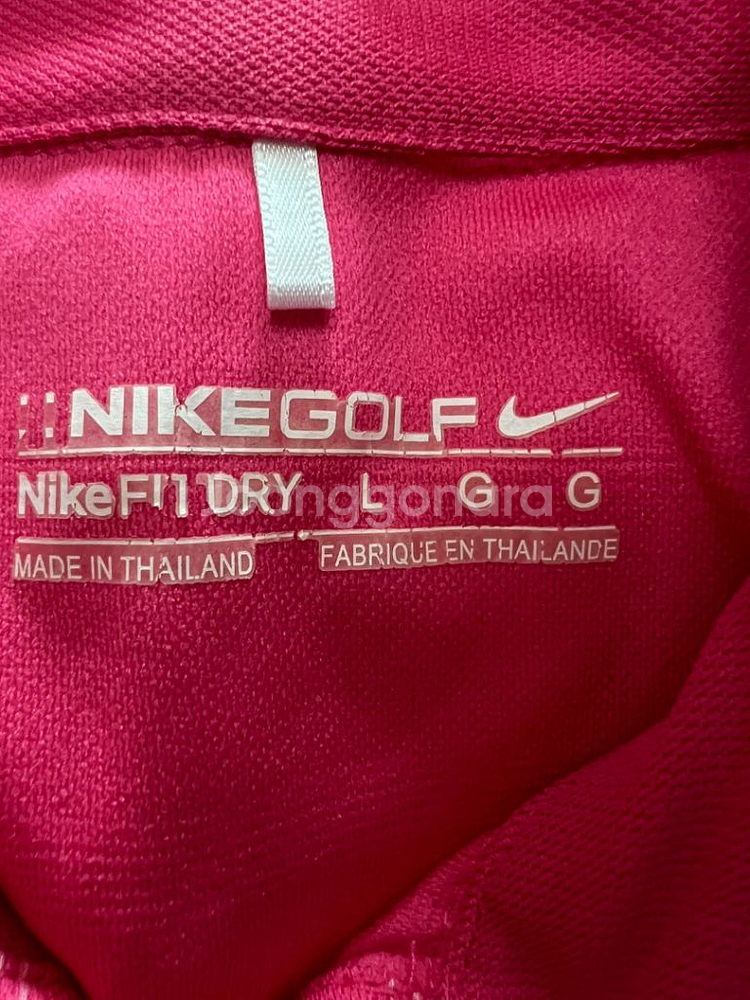 NIKEGOLF
NikeFIT DRY L G G
MADE IN THAILAND FABRIQUE EN THAILANDE